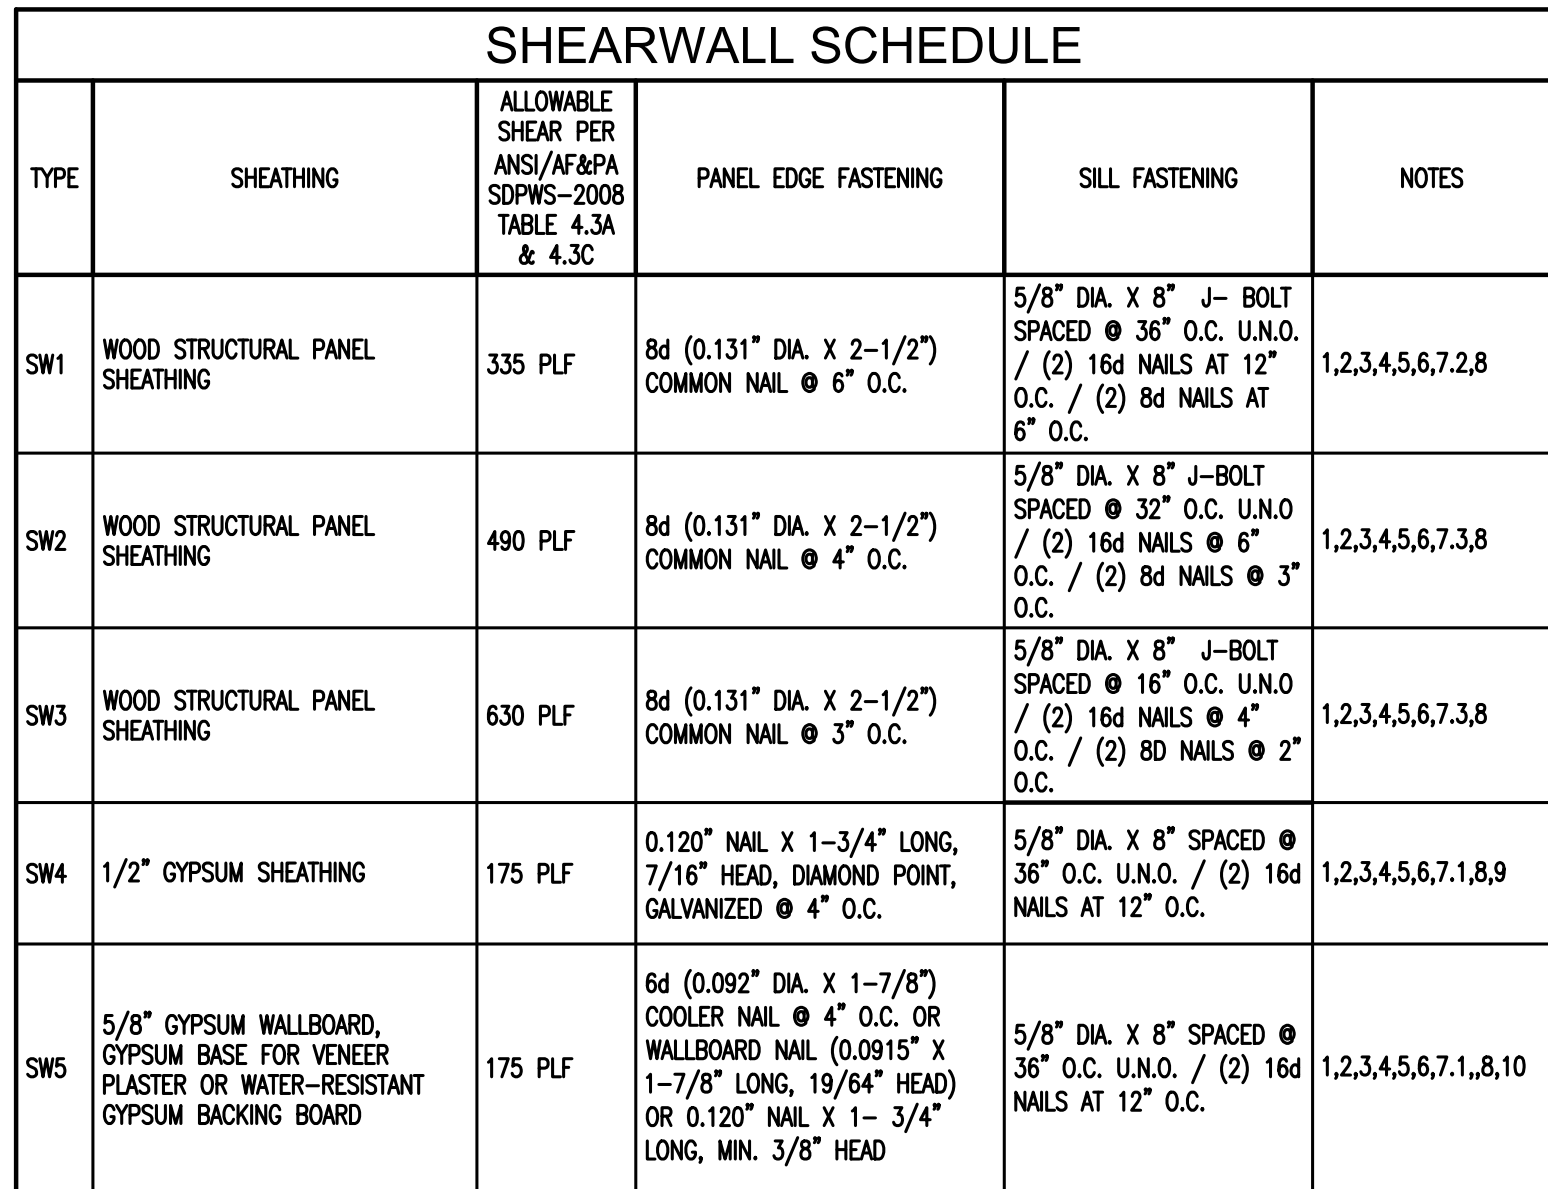 SHEARWALL SCHEDULE
TYPE
SHEATHING
ALLOWABLE
SHEAR PER
ANSI/AF&PA
SDPWS-2008
TABLE 4.3A
& 4.3C
PANEL EDGE FASTENING
SILL FASTENING
NOTES
SW1
WOOD STRUCTURAL PANEL
SHEATHING
335 PLF
8d (0.131" DIA. X 2-1/2")
COMMON NAIL @ 6" O.C.
5/8" DIA. X 8" J- BOLT
SPACED @ 36" O.C. U.N.O.
/ (2) 16d NAILS AT 12"
O.C. / (2) 8d NAILS AT
6" O.C.
1,2,3,4,5,6,7.2,8
SW2
WOOD STRUCTURAL PANEL
SHEATHING
490 PLF
8d (0.131" DIA. X 2-1/2")
COMMON NAIL @ 4" O.C.
5/8" DIA. X 8" J-BOLT
SPACED @ 32" O.C. U.N.O
/ (2) 16d NAILS @ 6"
O.C. / (2) 8d NAILS @ 3"
O.C.
1,2,3,4,5,6,7.3,8
SW3
WOOD STRUCTURAL PANEL
SHEATHING
630 PLF
8d (0.131" DIA. X 2-1/2")
COMMON NAIL @ 3" O.C.
5/8" DIA. X 8" J-BOLT
SPACED @ 16" O.C. U.N.O
/ (2) 16d NAILS @ 4"
O.C. / (2) 8D NAILS @ 2"
O.C.
1,2,3,4,5,6,7.3,8
SW4
1/2" GYPSUM SHEATHING
175 PLF
0.120" NAIL X 1-3/4" LONG,
7/16" HEAD, DIAMOND POINT,
GALVANIZED @ 4" O.C.
5/8" DIA. X 8" SPACED @
36" O.C. U.N.O. / (2) 16d
NAILS AT 12" O.C.
1,2,3,4,5,6,7.1,8,9
SW5
5/8" GYPSUM WALLBOARD,
GYPSUM BASE FOR VENEER
PLASTER OR WATER-RESISTANT
GYPSUM BACKING BOARD
175 PLF
6d (0.092" DIA. X 1-7/8")
COOLER NAIL @ 4" O.C. OR
WALLBOARD NAIL (0.0915" X
1-7/8" LONG, 19/64" HEAD)
OR 0.120" NAIL X 1- 3/4"
LONG, MIN. 3/8" HEAD
5/8" DIA. X 8" SPACED @
36" O.C. U.N.O. / (2) 16d
NAILS AT 12" O.C.
1,2,3,4,5,6,7.1,,8,10